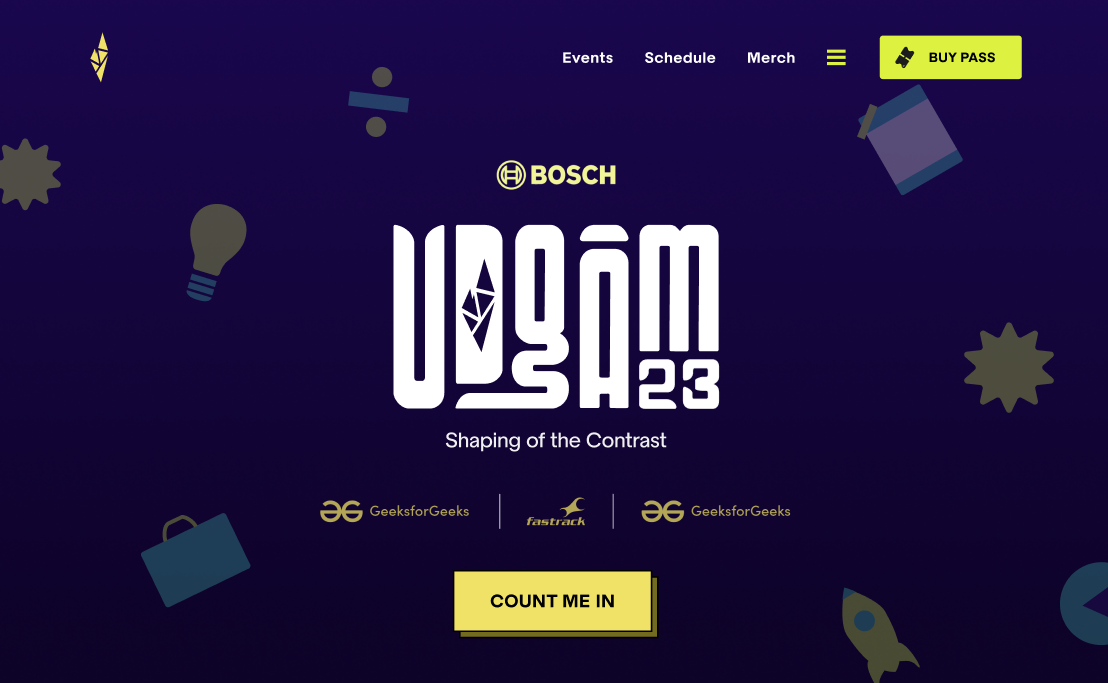 Events Schedule Merch BUY PASS
BOSCH
UDGAM
23
Shaping of the Contrast
GeeksforGeeks fastrack GeeksforGeeks
COUNT ME IN